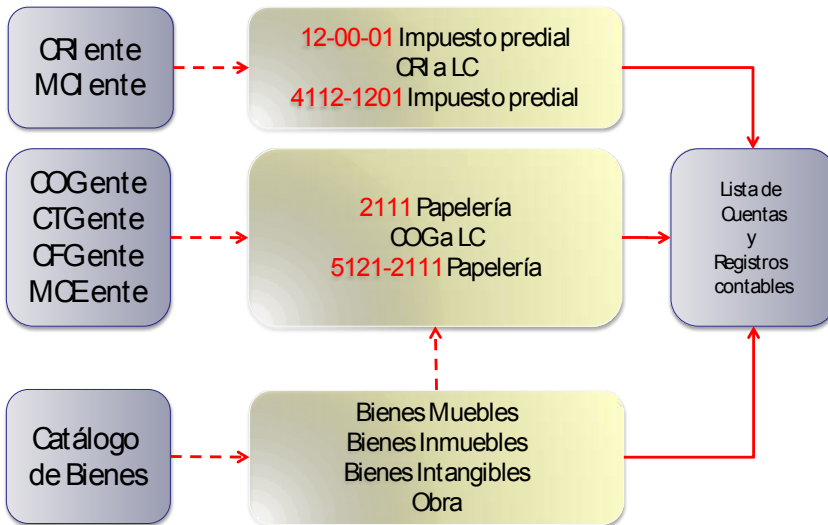 CRI ente
MCI ente
12-00-01 Impuesto predial
CRI a LC
4112-1201 Impuesto predial
COG ente
CTG ente
CFG ente
MCE ente
2111 Papelería
COG a LC
5121-2111 Papelería
Lista de
Cuentas
y
Registros
contables
Catálogo
de Bienes
Bienes Muebles
Bienes Inmuebles
Bienes Intangibles
Obra